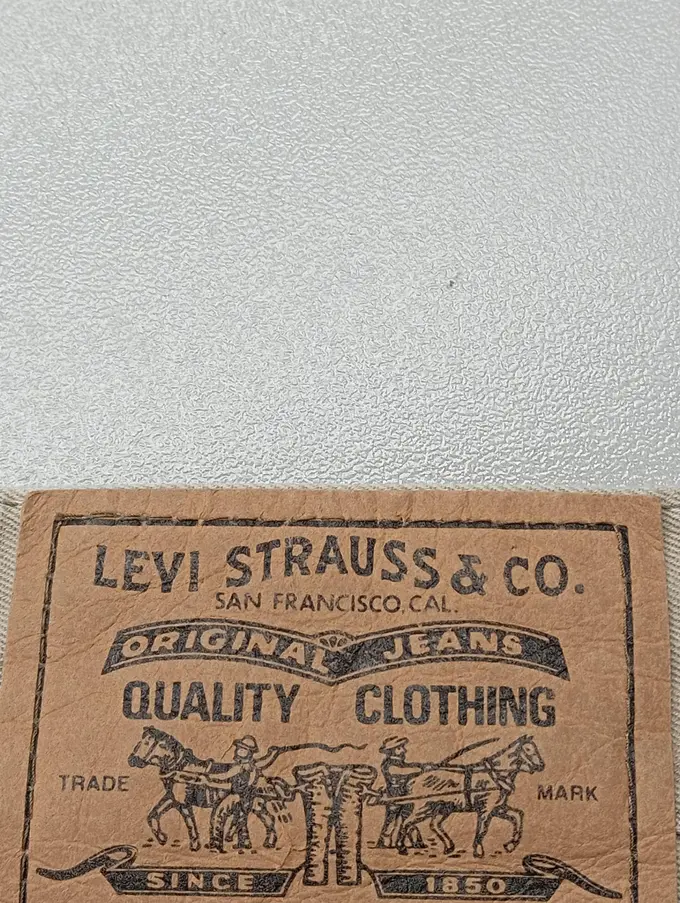 LEVI STRAUSS & CO.
SAN FRANCISCO, CAL.
ORIGINAL JEANS
QUALITY CLOTHING
TRADE MARK
SINCE 1850